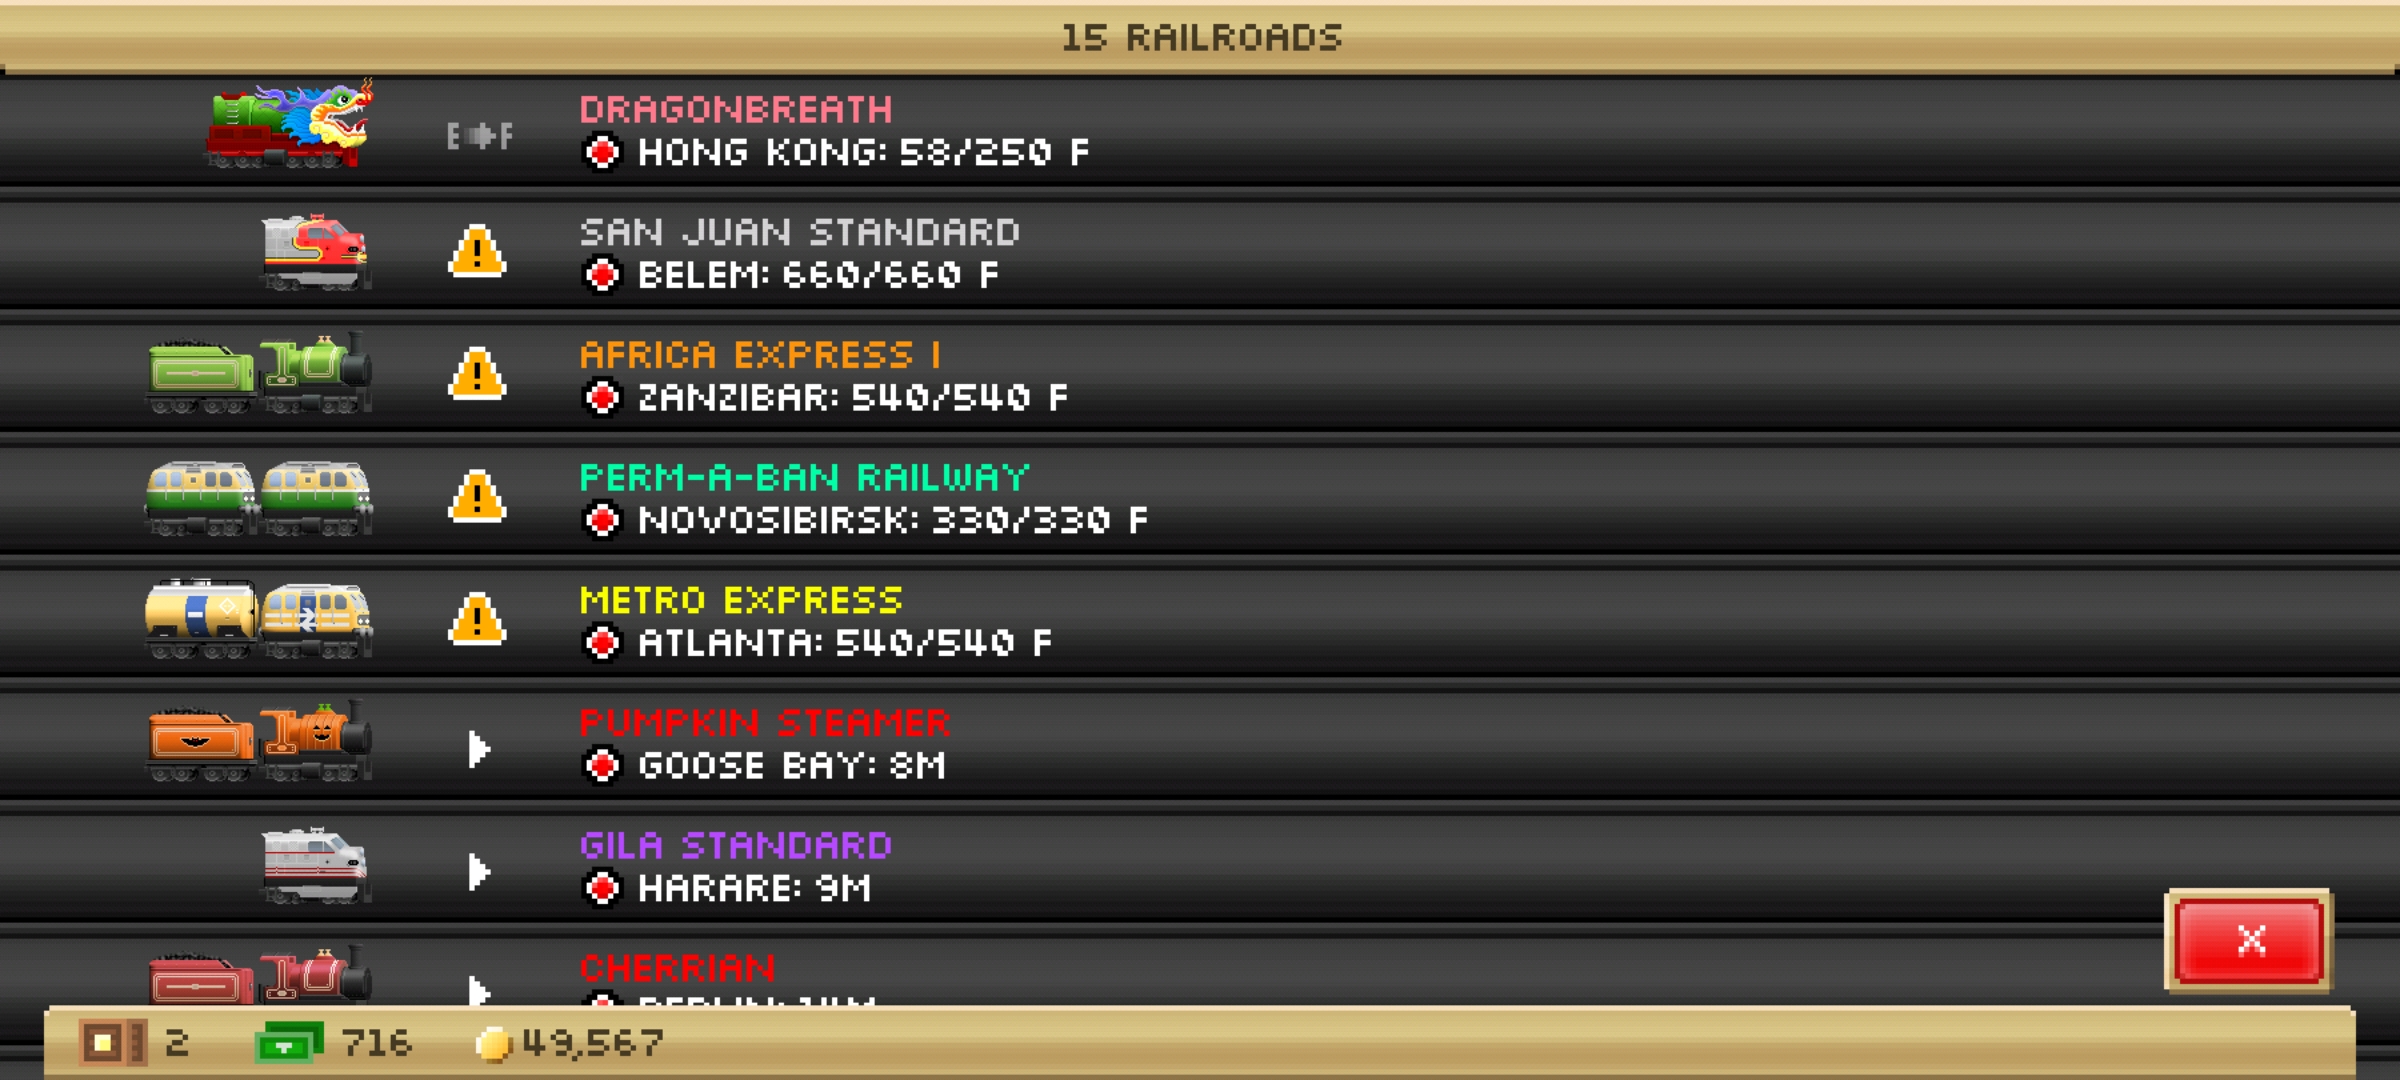 15 RAILROADS
DRAGONBREATH
E F
HONG KONG: 58/250 F
SAN JUAN STANDARD
BELEM: 660/660 F
AFRICA EXPRESS I
ZANZIBAR: 540/540 F
PERM-A-BAN RAILWAY
NOVOSIBIRSK: 330/330 F
METRO EXPRESS
ATLANTA: 540/540 F
PUMPKIN STEAMER
GOOSE BAY: 8M
GILA STANDARD
HARARE: 9M
CHERRIAN
X
2 716 49,567